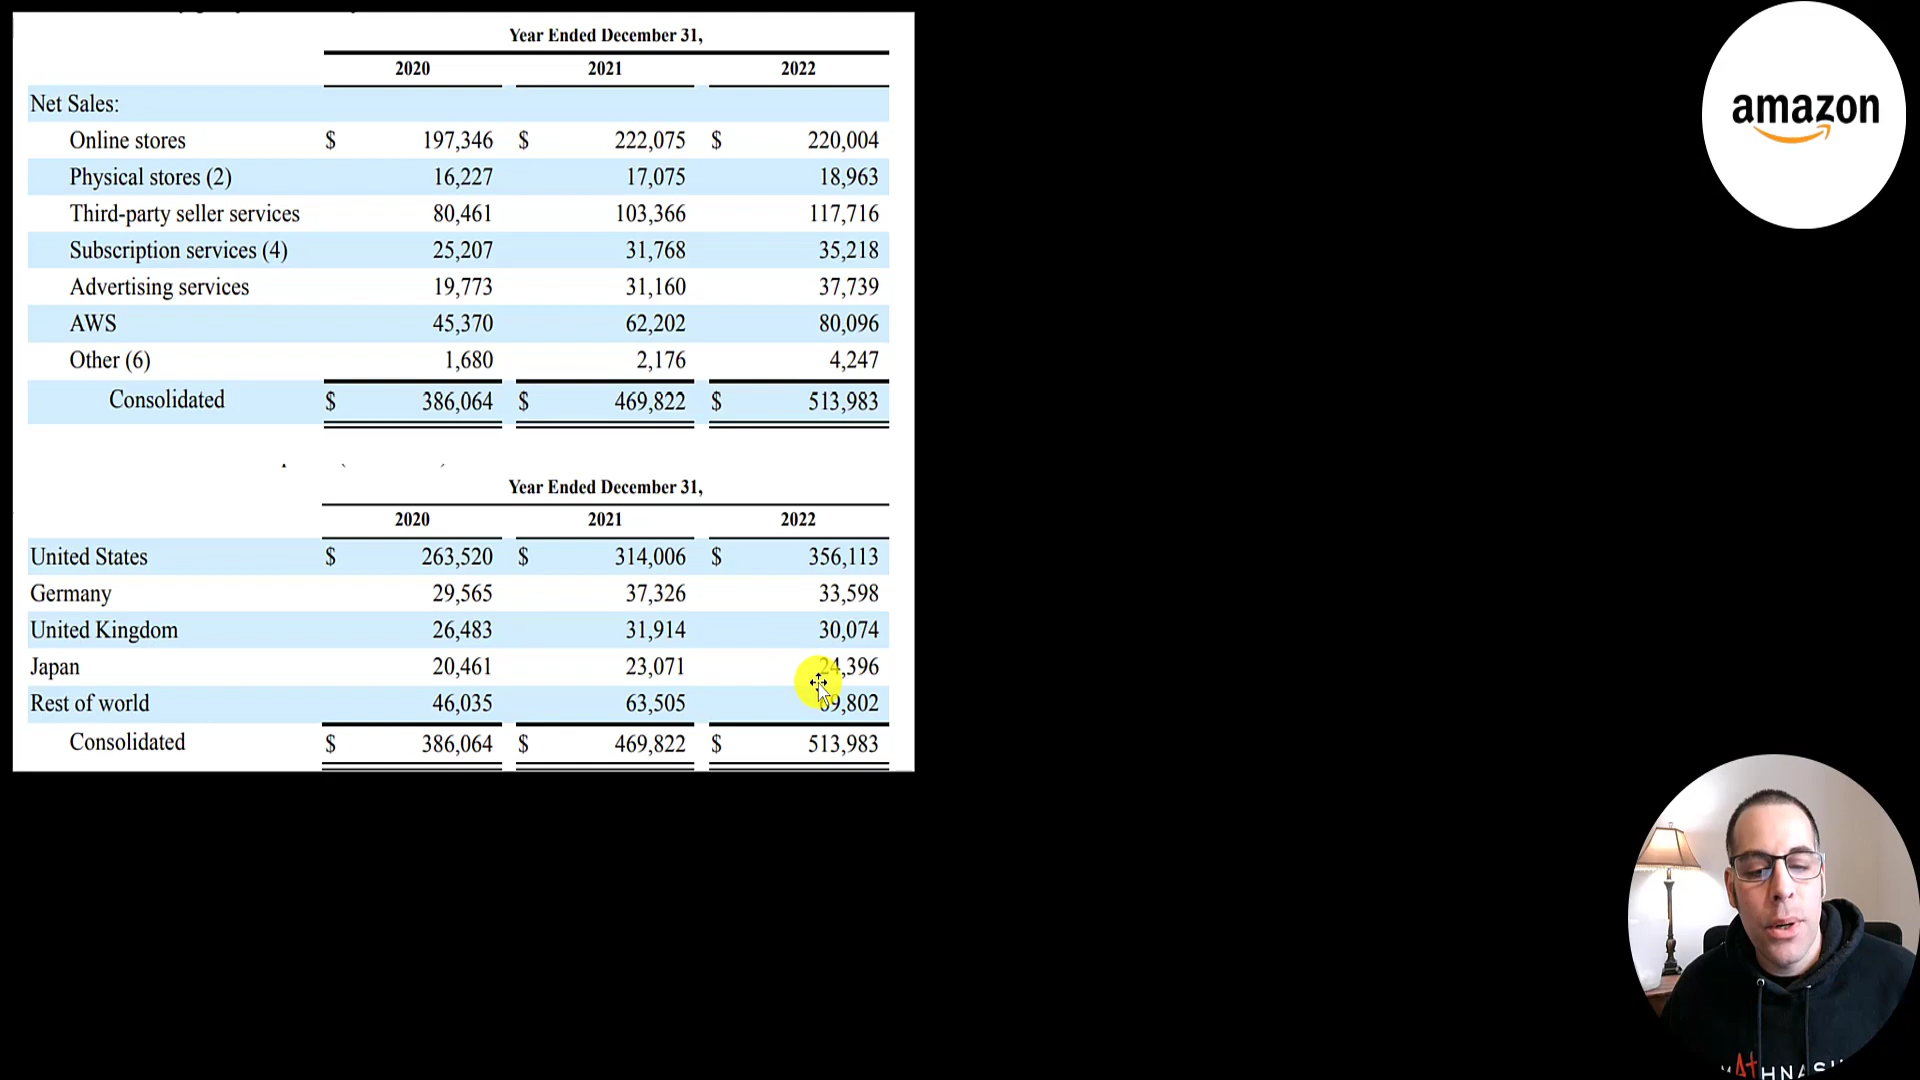 Year Ended December 31,
2020 2021 2022
Net Sales:
Online stores $ 197,346 $ 222,075 $ 220,004
Physical stores (2) 16,227 17,075 18,963
Third-party seller services 80,461 103,366 117,716
Subscription services (4) 25,207 31,768 35,218
Advertising services 19,773 31,160 37,739
AWS 45,370 62,202 80,096
Other (6) 1,680 2,176 4,247
Consolidated $ 386,064 $ 469,822 $ 513,983
Year Ended December 31,
2020 2021 2022
United States $ 263,520 $ 314,006 $ 356,113
Germany 29,565 37,326 33,598
United Kingdom 26,483 31,914 30,074
Japan 20,461 23,071 24,396
Rest of world 46,035 63,505 69,802
Consolidated $ 386,064 $ 469,822 $ 513,983
amazon